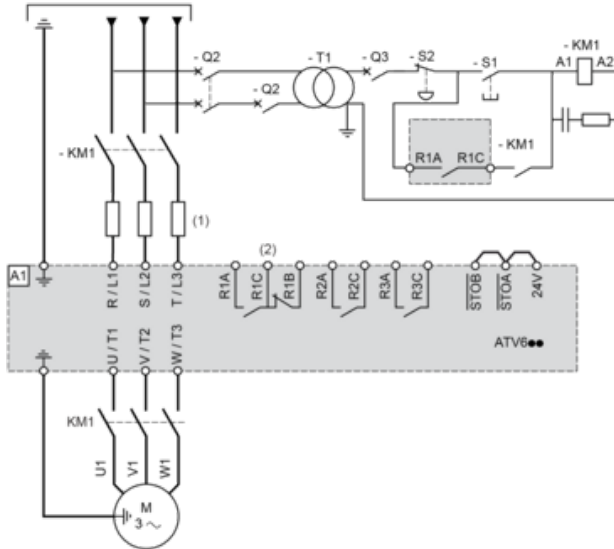 - Q2
- T1
- Q3
- S2
- S1
- KM1
A1
A2
- Q2
- KM1
R1A
R1C
- KM1
(1)
(2)
A1
R / L1
S / L2
T / L3
R1A
R1C
R1B
R2A
R2C
R3A
R3C
STOB
STOA
24V
U / T1
V / T2
W / T3
ATV6●●
KM1
U1
V1
W1
M
3 ~